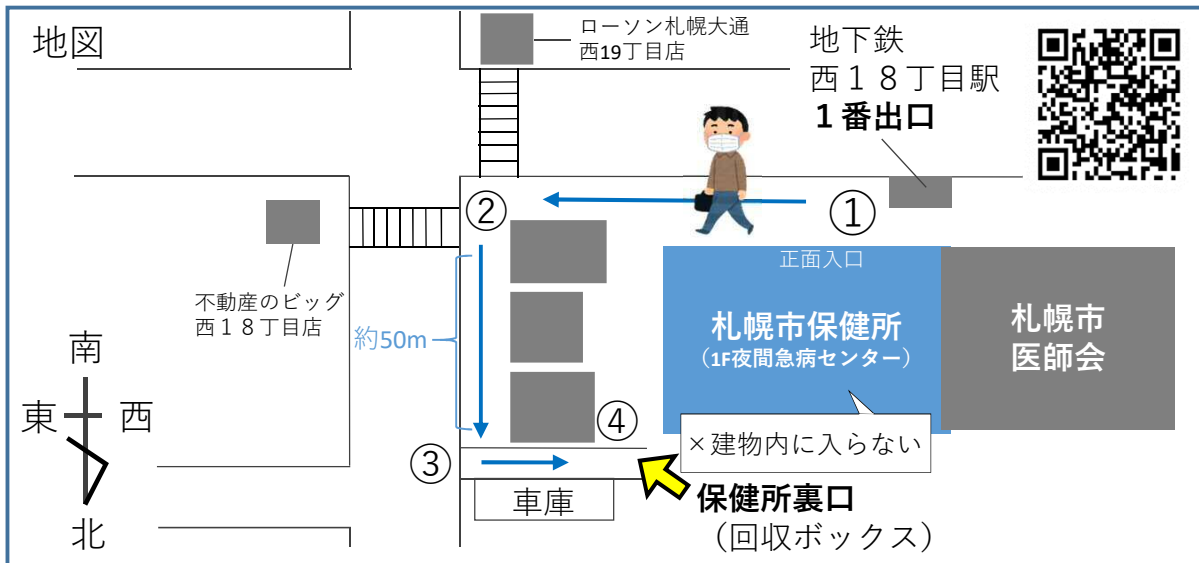 地図
ローソン札幌大通
西19丁目店
地下鉄
西１８丁目駅
１番出口
①
②
不動産のビッグ
西１８丁目店
約50m
正面入口
札幌市保健所
（1F夜間急病センター）
札幌市
医師会
南
東
西
北
③
④
×建物内に入らない
車庫
保健所裏口
（回収ボックス）